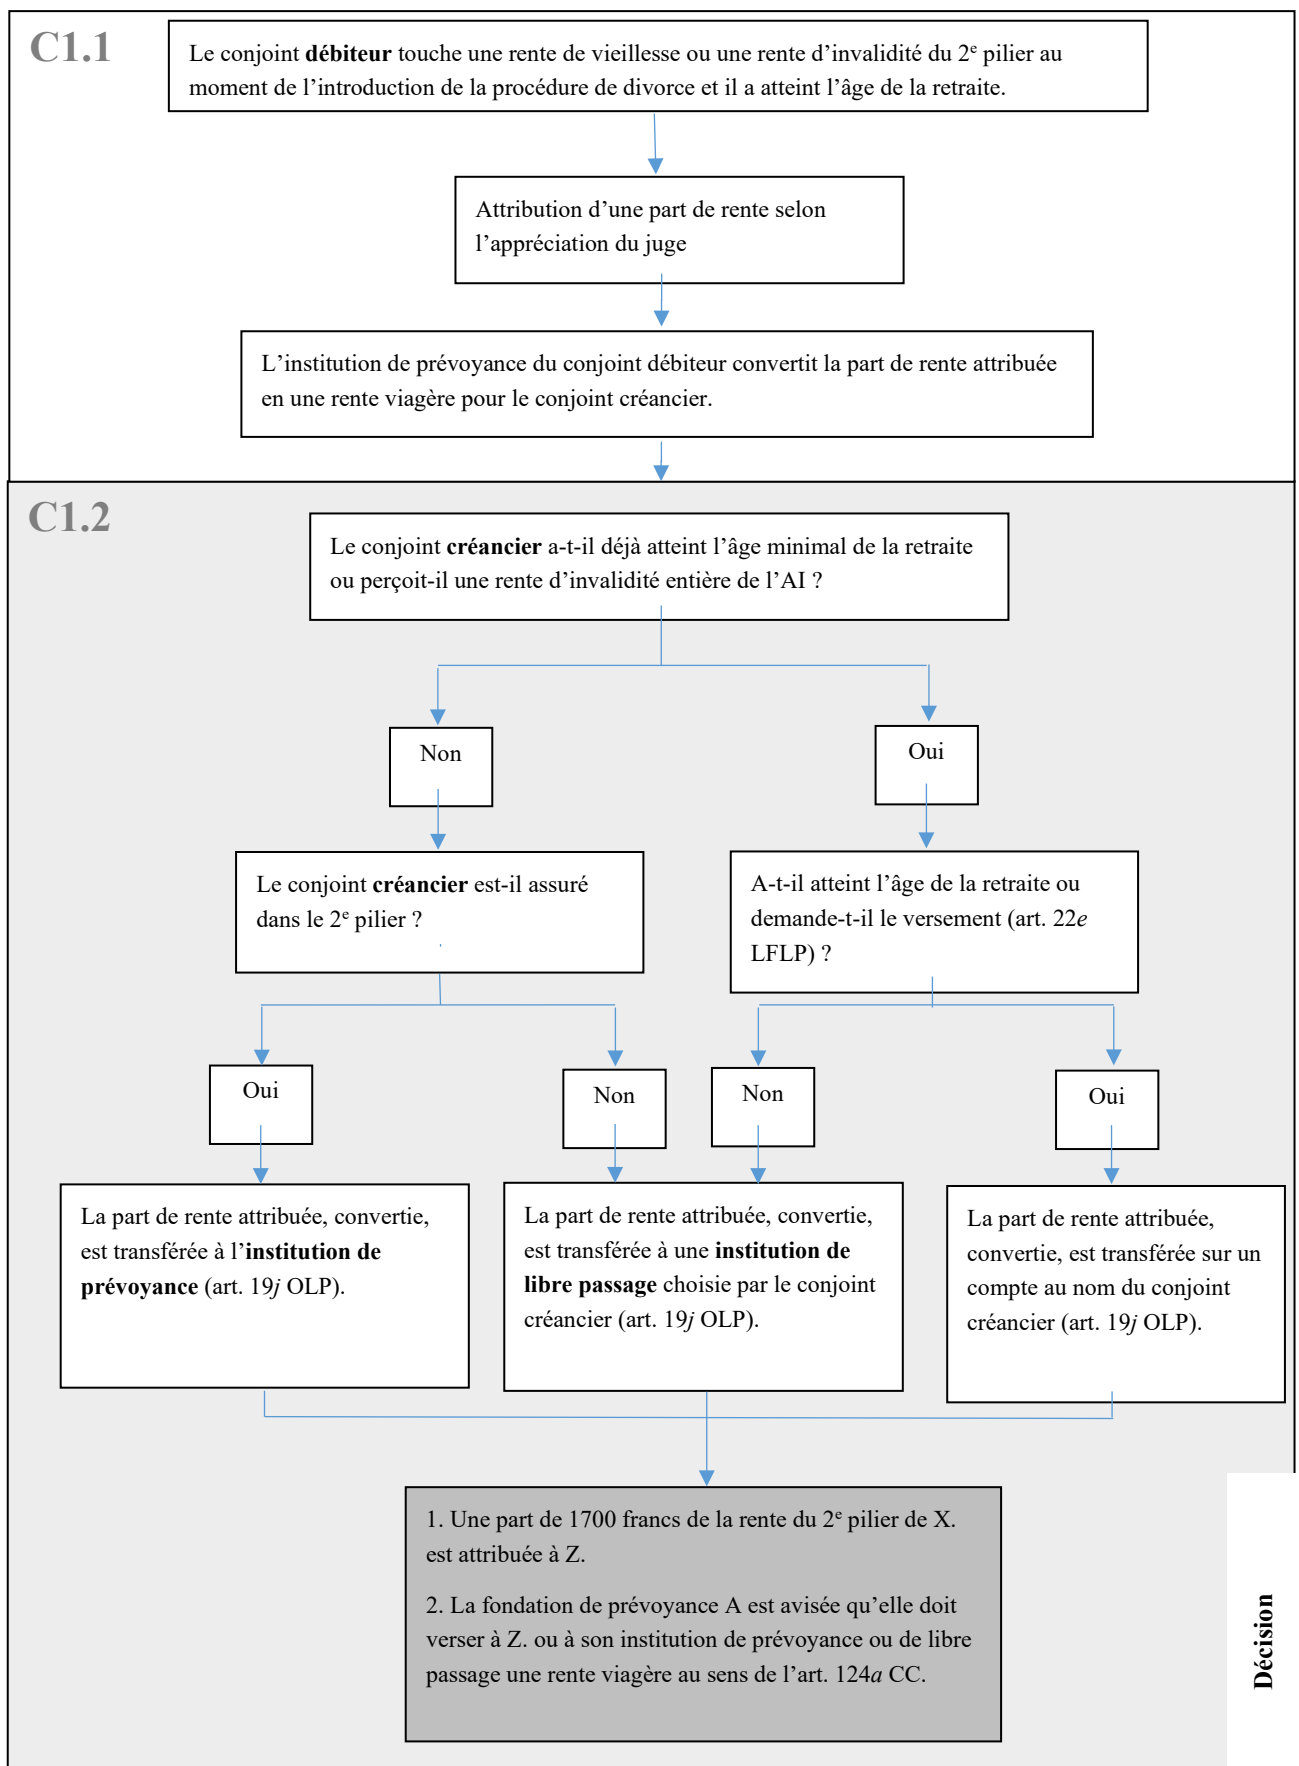 C1.1
Le conjoint débiteur touche une rente de vieillesse ou une rente d’invalidité du 2e pilier au
moment de l’introduction de la procédure de divorce et il a atteint l’âge de la retraite.
Attribution d’une part de rente selon
l’appréciation du juge
L’institution de prévoyance du conjoint débiteur convertit la part de rente attribuée
en une rente viagère pour le conjoint créancier.
C1.2
Le conjoint créancier a-t-il déjà atteint l’âge minimal de la retraite
ou perçoit-il une rente d’invalidité entière de l’AI ?
Non
Oui
Le conjoint créancier est-il assuré
dans le 2e pilier ?
A-t-il atteint l’âge de la retraite ou
demande-t-il le versement (art. 22e
LFLP) ?
Oui
Non
Non
Oui
La part de rente attribuée, convertie,
est transférée à l’institution de
prévoyance (art. 19j OLP).
La part de rente attribuée, convertie,
est transférée à une institution de
libre passage choisie par le conjoint
créancier (art. 19j OLP).
La part de rente attribuée,
convertie, est transférée sur un
compte au nom du conjoint
créancier (art. 19j OLP).
1. Une part de 1700 francs de la rente du 2e pilier de X.
est attribuée à Z.
2. La fondation de prévoyance A est avisée qu’elle doit
verser à Z. ou à son institution de prévoyance ou de libre
passage une rente viagère au sens de l’art. 124a CC.
Décision